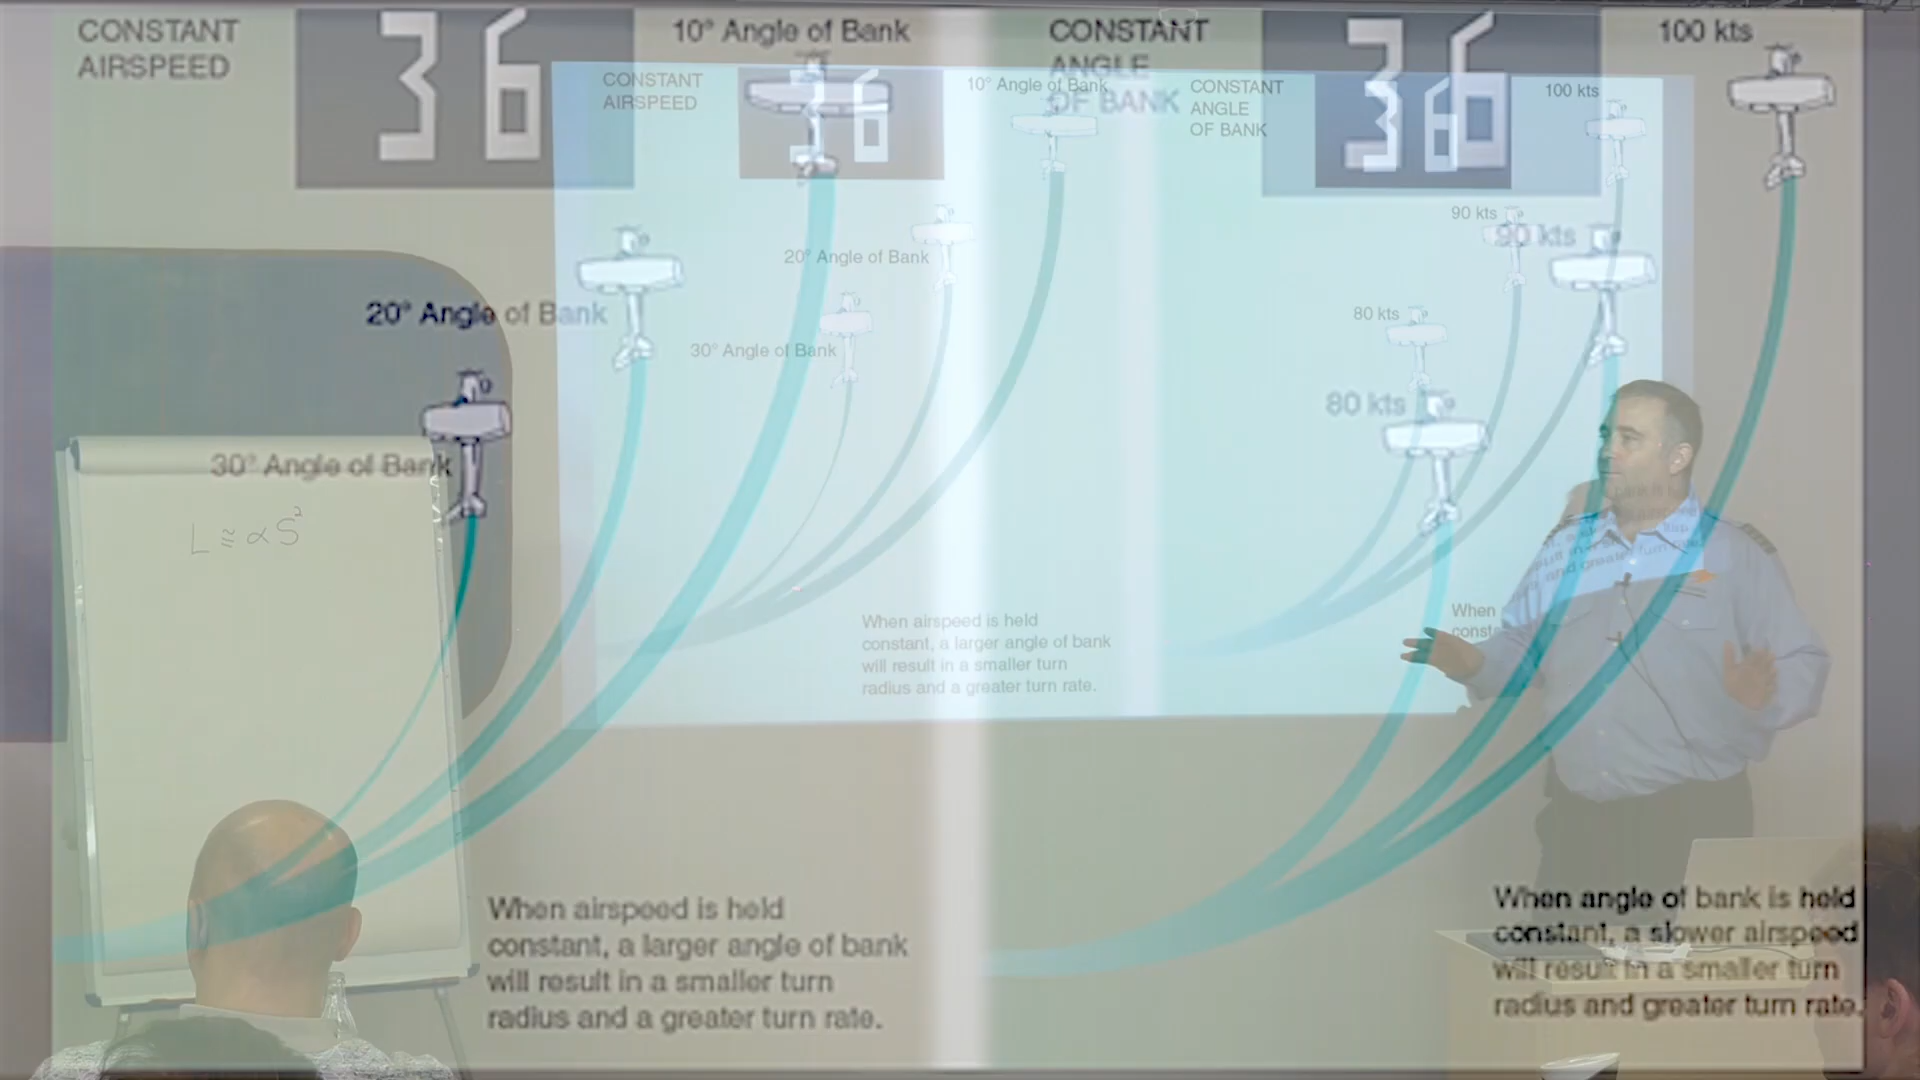 CONSTANT
AIRSPEED
36
10° Angle of Bank
20° Angle of Bank
30° Angle of Bank
When airspeed is held
constant, a larger angle of bank
will result in a smaller turn
radius and a greater turn rate.
CONSTANT
ANGLE
OF BANK
36
100 kts
90 kts
80 kts
When angle of bank is held
constant, a slower airspeed
will result in a smaller turn
radius and greater turn rate.
CONSTANT
AIRSPEED
36
10° Angle of Bank
20° Angle of Bank
30° Angle of Bank
When airspeed is held
constant, a larger angle of bank
will result in a smaller turn
radius and a greater turn rate.
CONSTANT
ANGLE
OF BANK
36
100 kts
90 kts
80 kts
When
const
L ≅ αS²